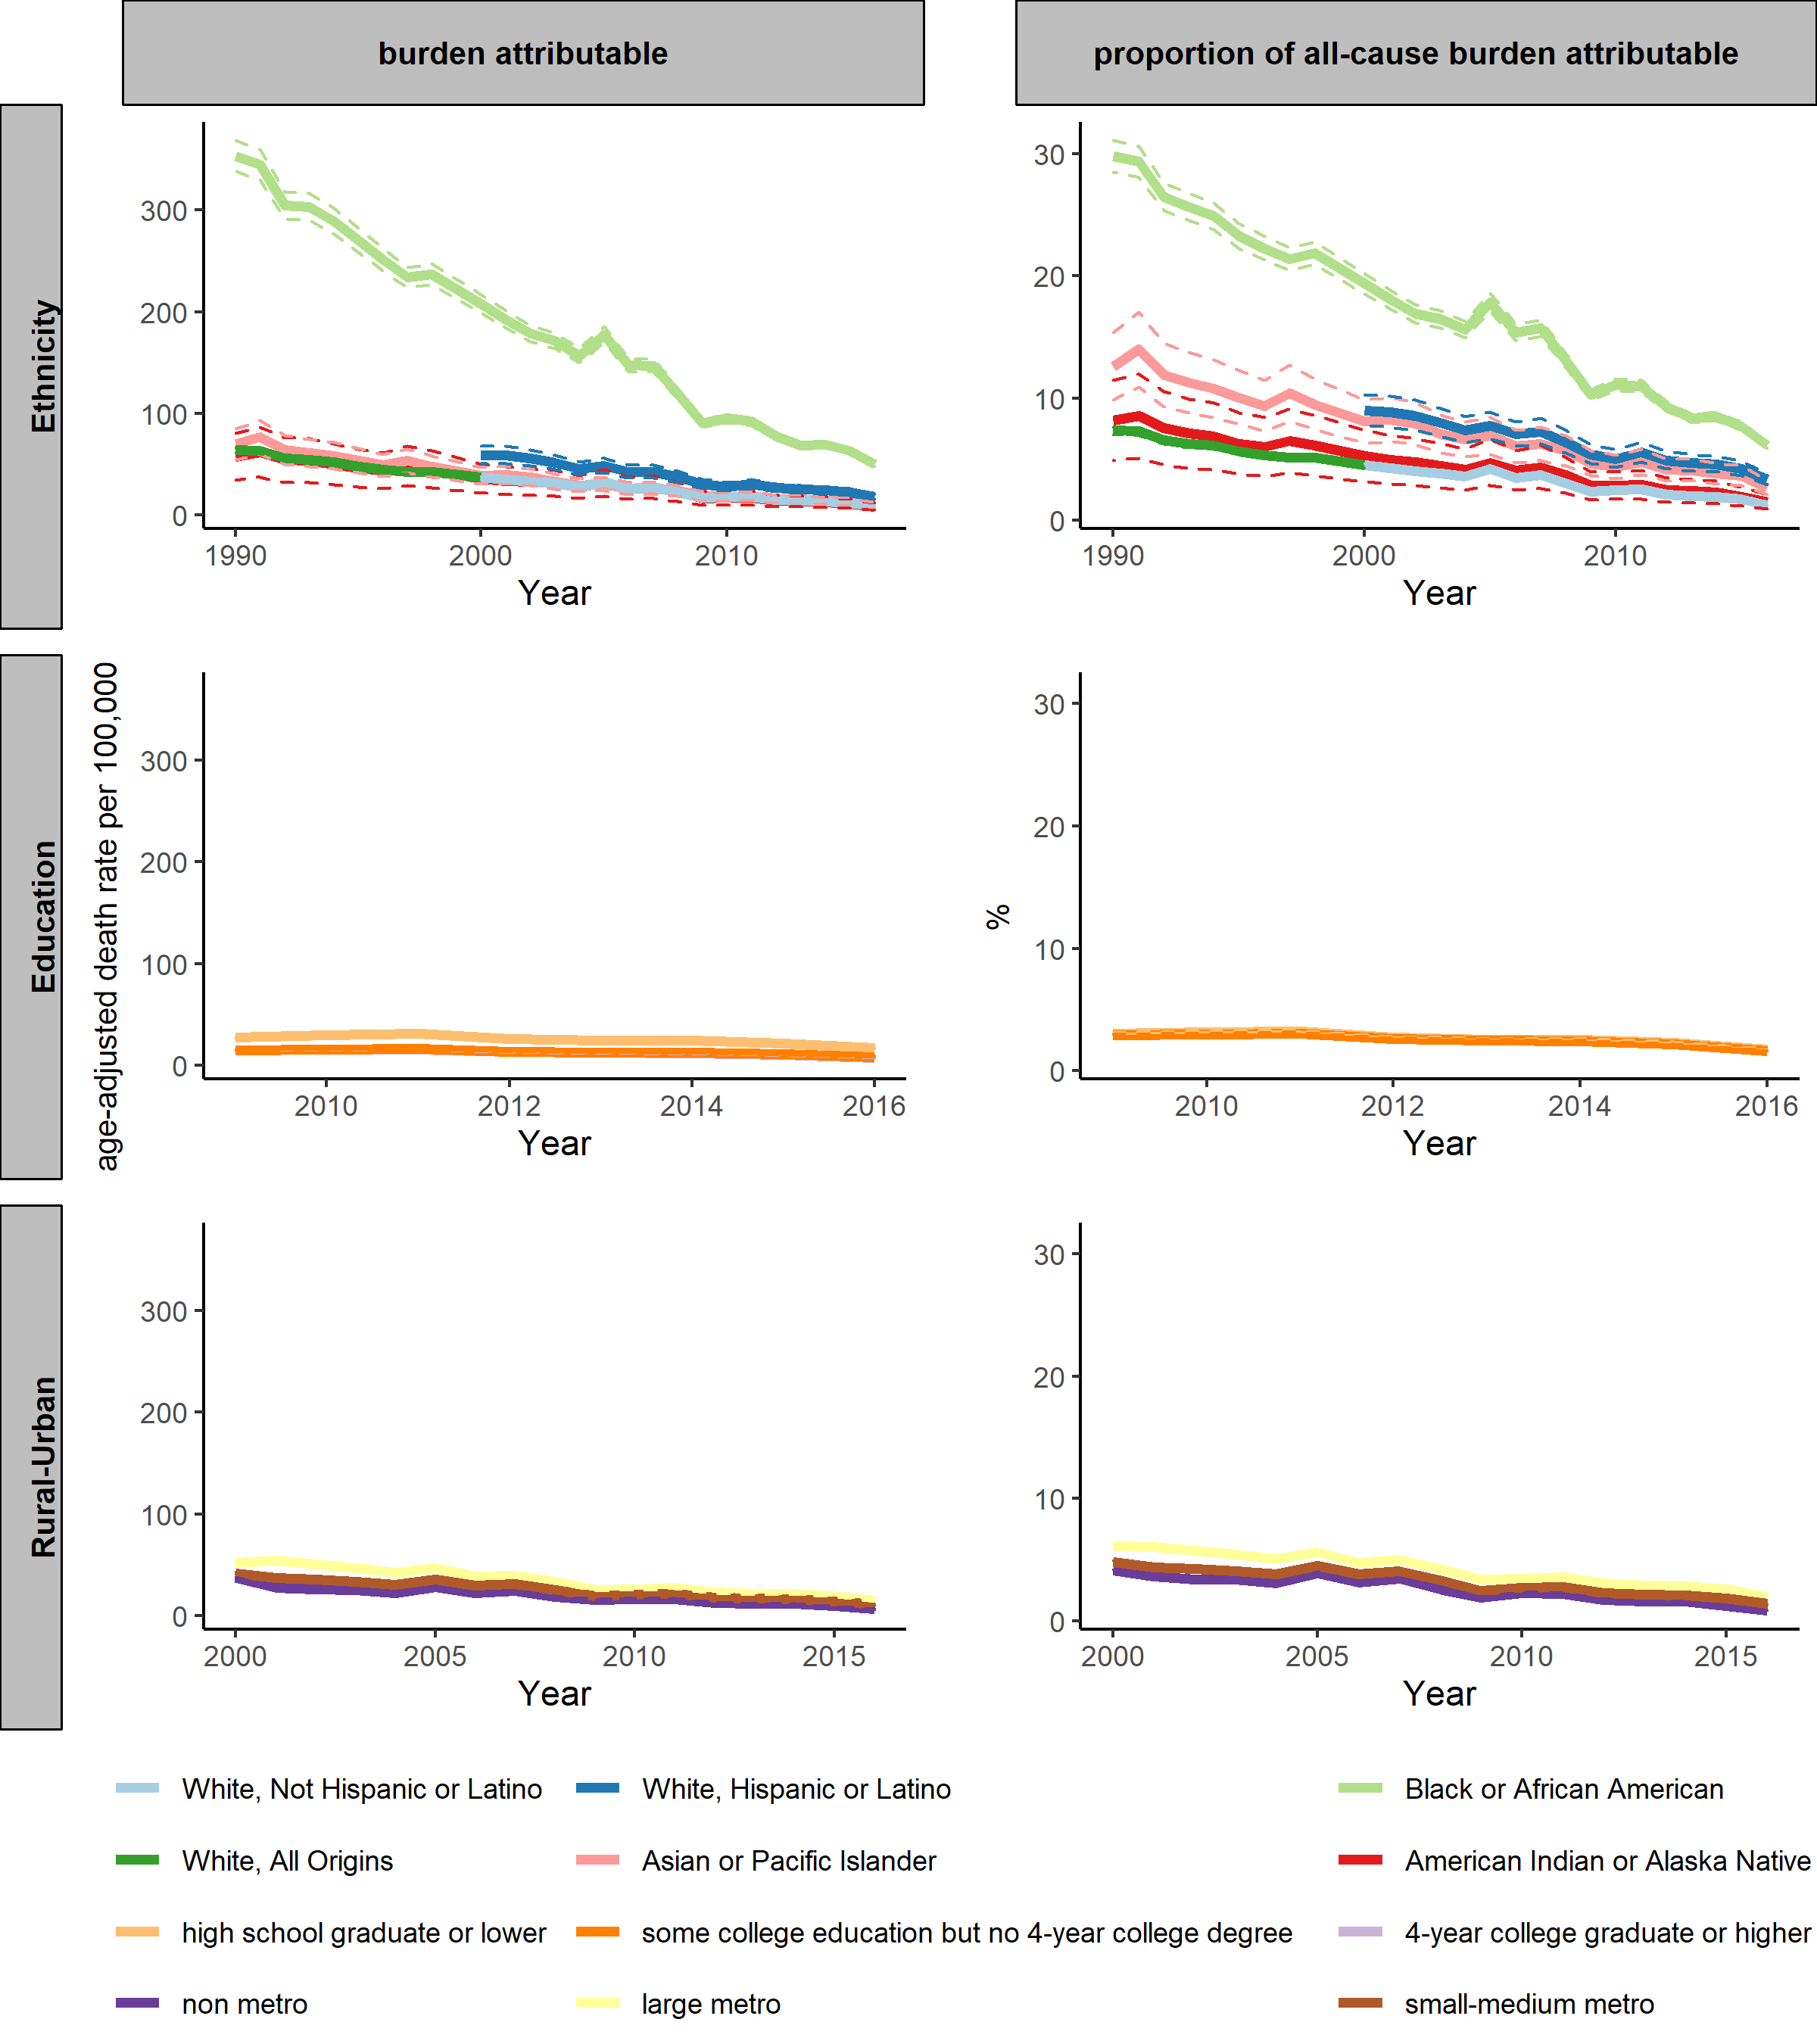 burden attributable
proportion of all-cause burden attributable
Ethnicity
300
200
100
0
1990
2000
2010
Year
30
20
10
0
1990
2000
2010
Year
Education
age-adjusted death rate per 100,000
300
200
100
0
2010
2012
2014
2016
Year
%
30
20
10
0
2010
2012
2014
2016
Year
Rural-Urban
300
200
100
0
2000
2005
2010
2015
Year
30
20
10
0
2000
2005
2010
2015
Year
White, Not Hispanic or Latino
White, Hispanic or Latino
Black or African American
White, All Origins
Asian or Pacific Islander
American Indian or Alaska Native
high school graduate or lower
some college education but no 4-year college degree
4-year college graduate or higher
non metro
large metro
small-medium metro